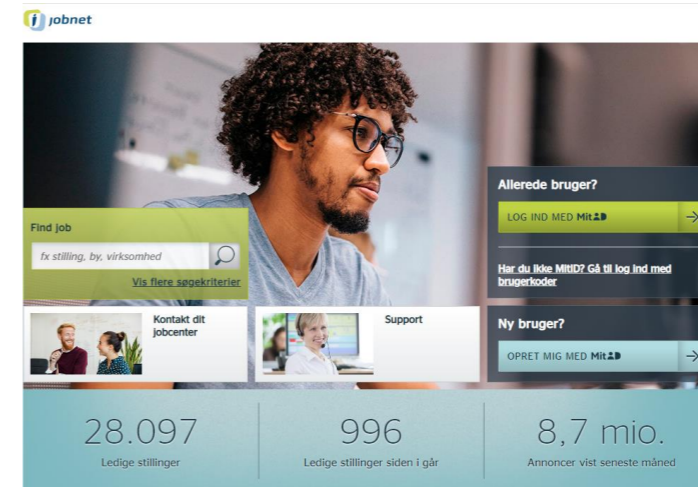 jobnet
Find job
fx stilling, by, virksomhed
Vis flere søgekriterier
Kontakt dit
jobcenter
Support
Allerede bruger?
LOG IND MED MitID
Har du ikke MitID? Gå til log ind med
brugerkoder
Ny bruger?
OPRET MIG MED MitID
28.097
Ledige stillinger
996
Ledige stillinger siden i går
8,7 mio.
Annoncer vist seneste måned